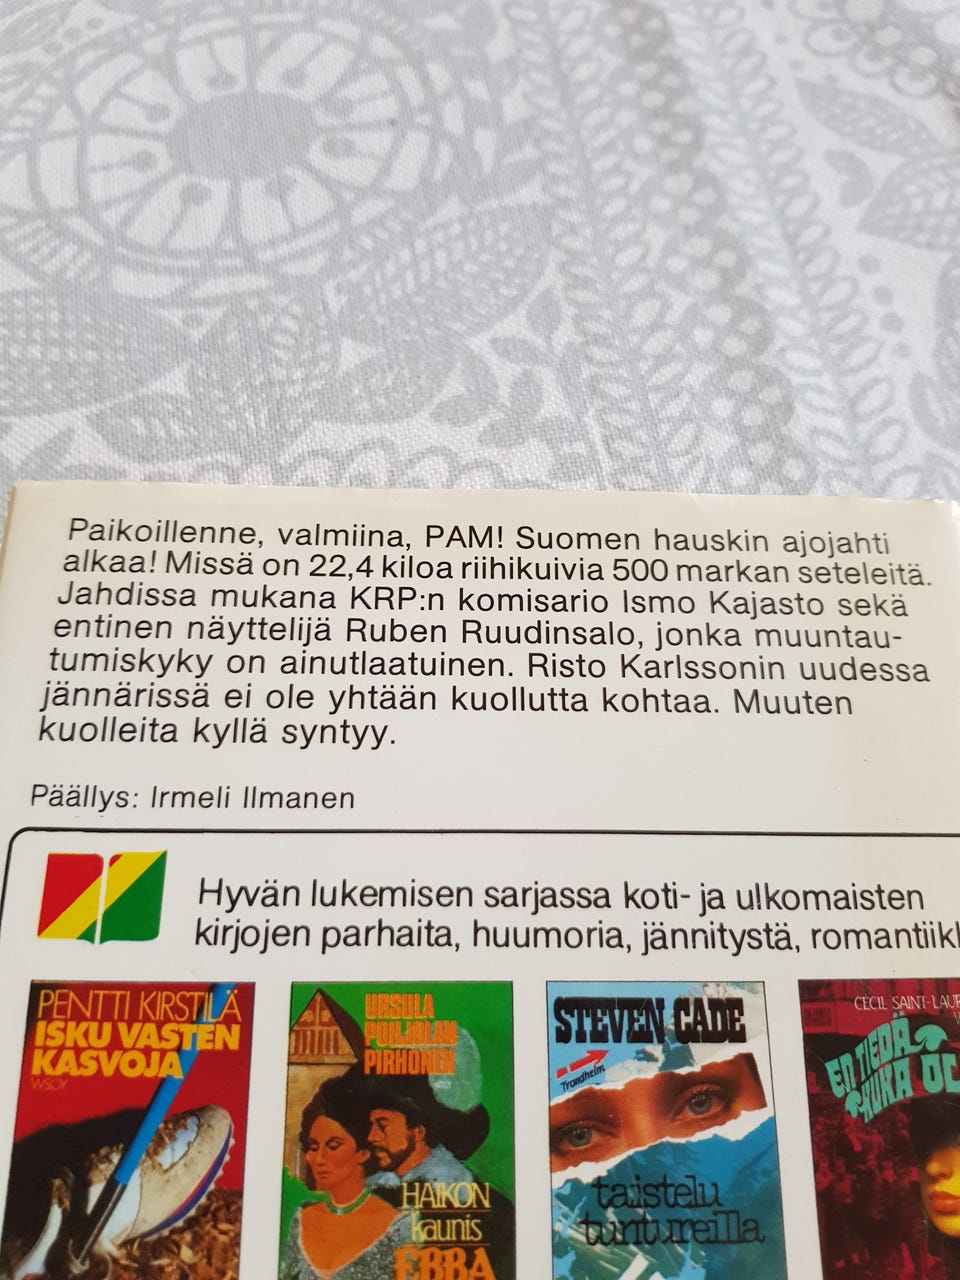 Paikoillenne, valmiina, PAM! Suomen hauskin ajojahti
alkaa! Missä on 22,4 kiloa riihikuivia 500 markan seteleitä.
Jahdissa mukana KRP:n komisario Ismo Kajasto sekä
entinen näyttelijä Ruben Ruudinsalo, jonka muuntau-
tumiskyky on ainutlaatuinen. Risto Karlssonin uudessa
jännärissä ei ole yhtään kuollutta kohtaa. Muuten
kuolleita kyllä syntyy.
Päällys: Irmeli Ilmanen
Hyvän lukemisen sarjassa koti- ja ulkomaisten
kirjojen parhaita, huumoria, jännitystä,
PENTTI KIRSTILÄ
ISKU VASTEN
KASVOJA
WSOY
URSULA
POHJOLAN
PIRHONEN
WSOY
HAIKON
kaunis
EBBA
STEVEN CADE
Trondheim
taistelu
tuntureilla
CECIL
EN TIEDÄ
KUKA